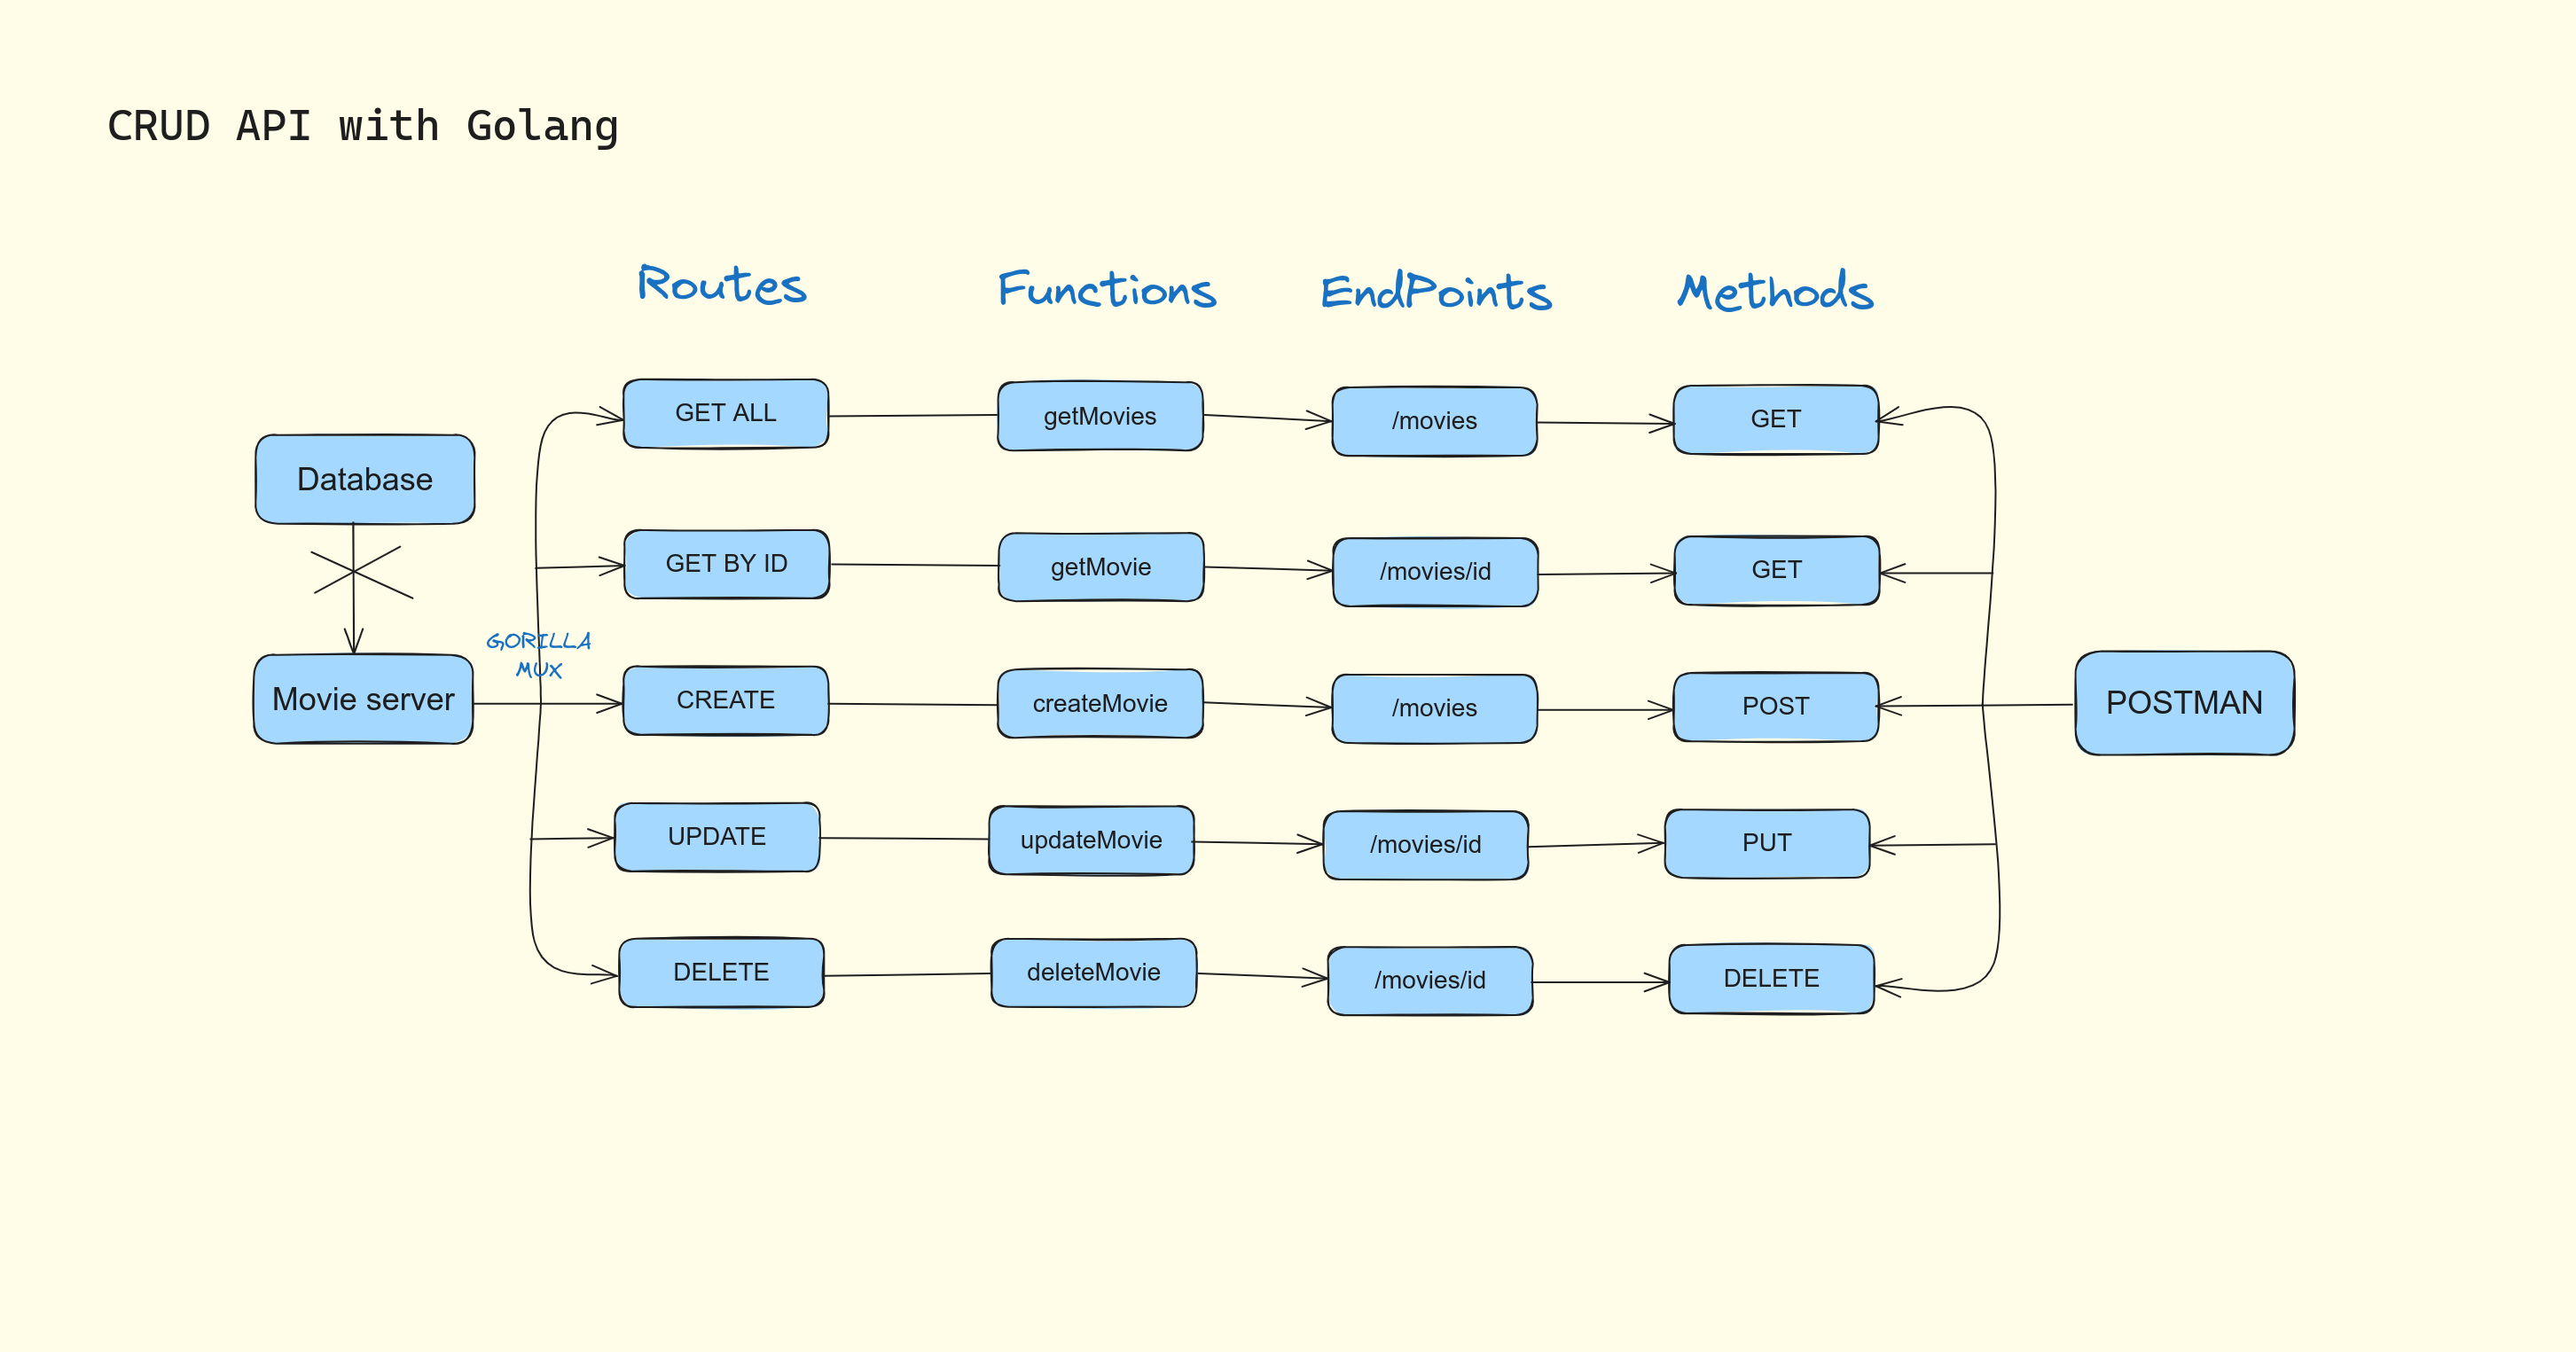 CRUD API with Golang
Routes
Functions
EndPoints
Methods
GET ALL
getMovies
/movies
GET
Database
GET BY ID
getMovie
/movies/id
GET
GORILLA
MUX
Movie server
CREATE
createMovie
/movies
POST
POSTMAN
UPDATE
updateMovie
/movies/id
PUT
DELETE
deleteMovie
/movies/id
DELETE